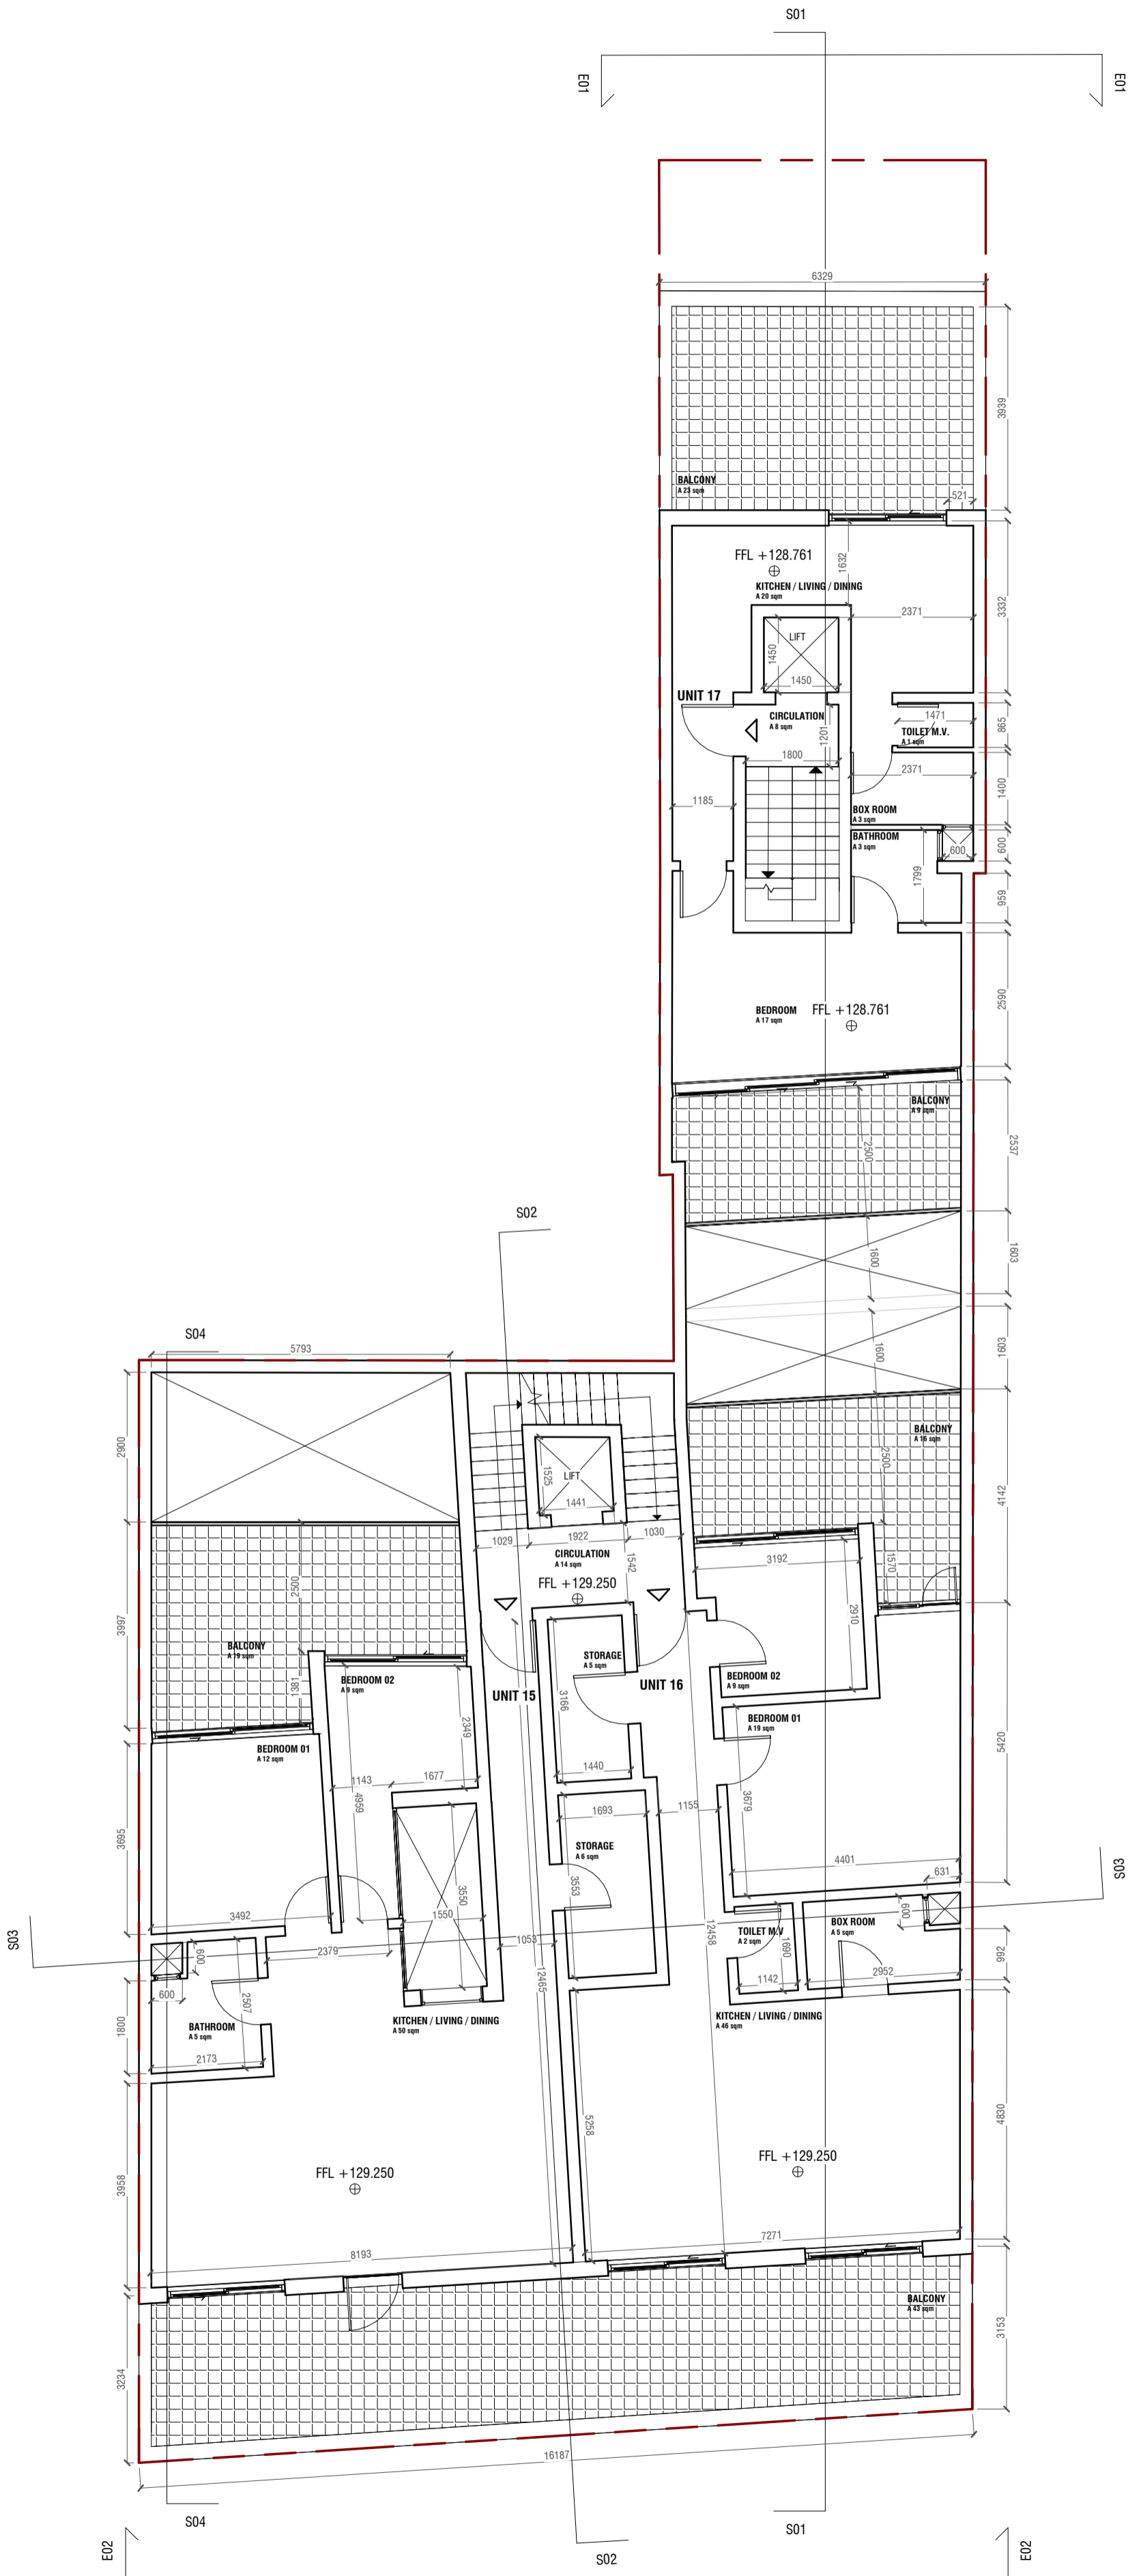 S01
E01
E01
6329
3939
BALCONY
A 23 sqm
521
FFL +128.761
1632
KITCHEN / LIVING / DINING
A 20 sqm
3332
2371
LIFT
1450
1450
UNIT 17
CIRCULATION
A 8 sqm
1201
1471
865
TOILET M.V.
A 1 sqm
1800
2371
1400
1185
BOX ROOM
A 3 sqm
BATHROOM
A 3 sqm
600
600
1799
959
BEDROOM
A 17 sqm
FFL +128.761
2590
BALCONY
A 9 sqm
2500
2537
S02
1600
1603
S04
5793
1600
1603
2900
BALCONY
A 16 sqm
2500
4142
LIFT
1525
1441
1029
1922
1030
1542
CIRCULATION
A 14 sqm
FFL +129.250
3192
1570
2500
3997
2910
BALCONY
A 19 sqm
1381
BEDROOM 02
A 9 sqm
STORAGE
A 5 sqm
UNIT 15
UNIT 16
BEDROOM 02
A 9 sqm
3166
BEDROOM 01
A 19 sqm
2349
BEDROOM 01
A 12 sqm
5420
1143
1677
4959
1440
1693
1155
3679
3695
STORAGE
A 6 sqm
3550
3553
4401
631
S03
3492
1550
600
BOX ROOM
A 5 sqm
TOILET M.V
A 2 sqm
S03
600
2379
1053
12465
12458
1690
992
600
2507
1142
2952
1800
BATHROOM
A 5 sqm
KITCHEN / LIVING / DINING
A 50 sqm
KITCHEN / LIVING / DINING
A 46 sqm
2173
5258
4830
FFL +129.250
FFL +129.250
3958
8193
7271
BALCONY
A 43 sqm
3153
3234
16187
S04
S01
E02
S02
E02